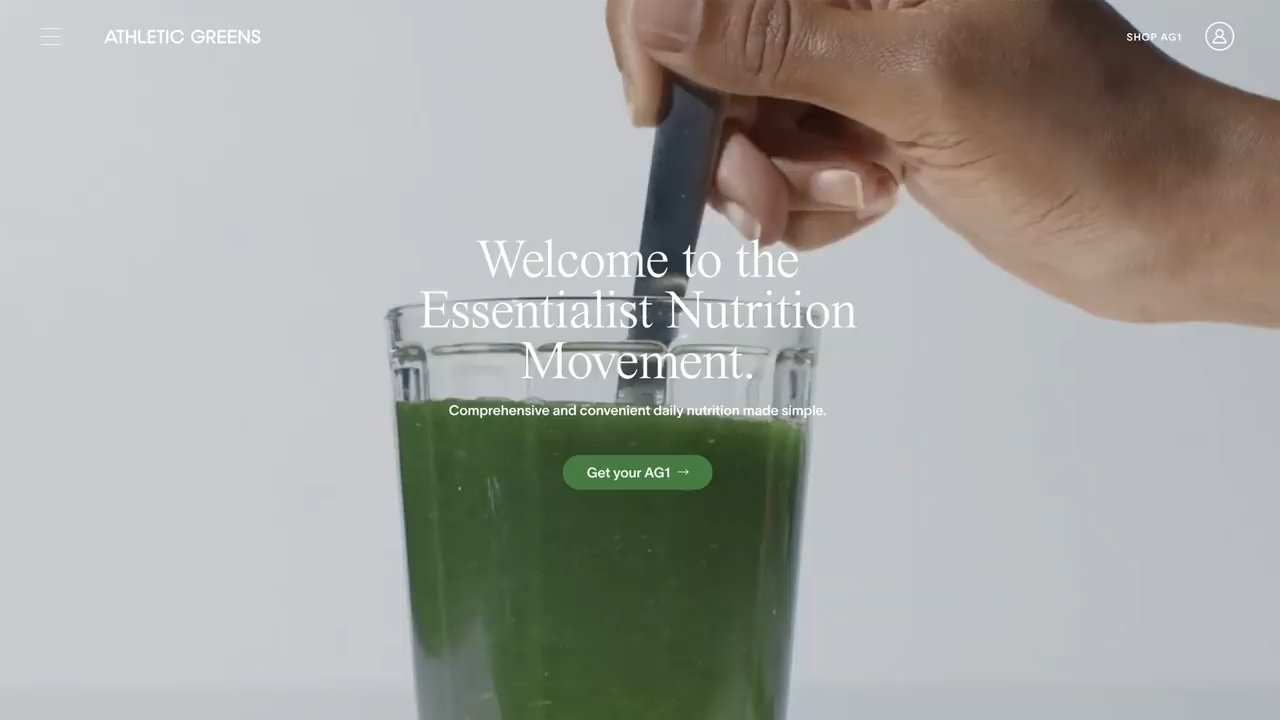 ATHLETIC GREENS
SHOP AG1
Welcome to the
Essentialist Nutrition
Movement.
Comprehensive and convenient daily nutrition made simple.
Get your AG1 →